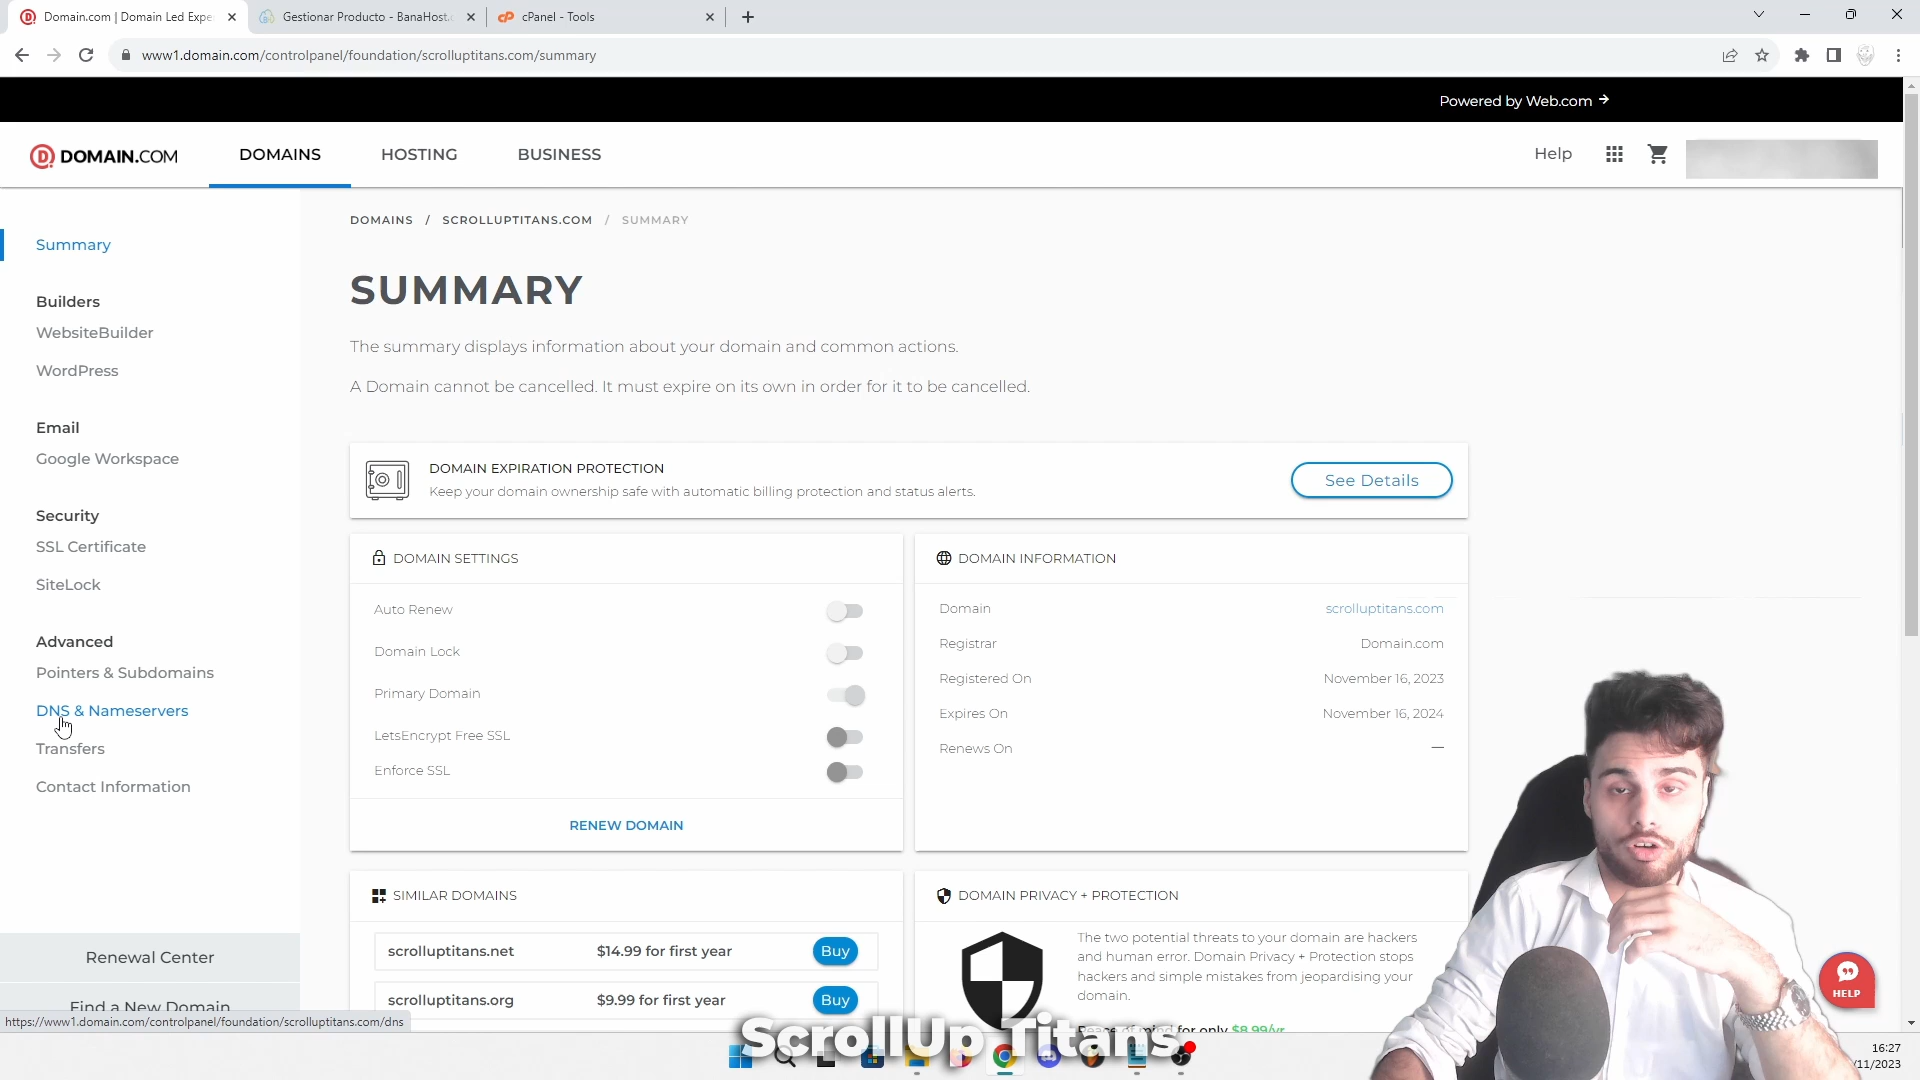 Domain.com | Domain Led Expe
Gestionar Producto - BanaHost.c
cPanel - Tools
www1.domain.com/controlpanel/foundation/scrolluptitans.com/summary
Powered by Web.com →
DOMAIN.COM
DOMAINS
HOSTING
BUSINESS
Help
Summary
Builders
WebsiteBuilder
WordPress
Email
Google Workspace
Security
SSL Certificate
SiteLock
Advanced
Pointers & Subdomains
DNS & Nameservers
Transfers
Contact Information
Renewal Center
Find a New Domain
https://www1.domain.com/controlpanel/foundation/scrolluptitans.com/dns
DOMAINS / SCROLLUPTITANS.COM / SUMMARY
SUMMARY
The summary displays information about your domain and common actions.
A Domain cannot be cancelled. It must expire on its own in order for it to be cancelled.
DOMAIN EXPIRATION PROTECTION
Keep your domain ownership safe with automatic billing protection and status alerts.
See Details
DOMAIN SETTINGS
Auto Renew
Domain Lock
Primary Domain
LetsEncrypt Free SSL
Enforce SSL
RENEW DOMAIN
DOMAIN INFORMATION
Domain scrolluptitans.com
Registrar Domain.com
Registered On November 16, 2023
Expires On November 16, 2024
Renews On —
SIMILAR DOMAINS
scrolluptitans.net $14.99 for first year Buy
scrolluptitans.org $9.99 for first year Buy
DOMAIN PRIVACY + PROTECTION
The two potential threats to your domain are hackers
and human error. Domain Privacy + Protection stops
hackers and simple mistakes from jeopardising your
domain.
Peace of mind for only $8.99/yr
HELP
ScrollUp Titans
16:27
/11/2023